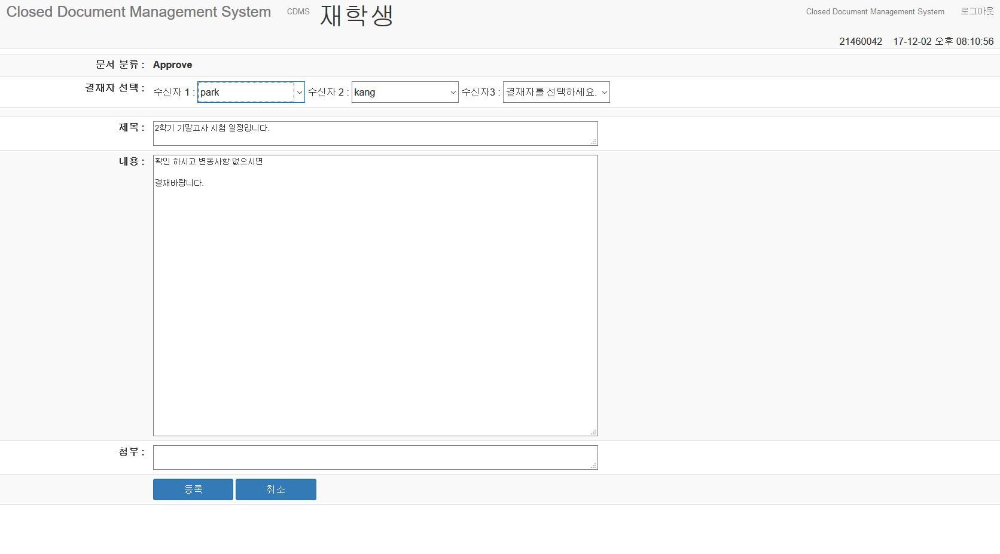 Closed Document Management System CDMS 재학생 Closed Document Management System 로그아웃
21460042 17-12-02 오후 08:10:56
문서 분류 : Approve
결재자 선택 : 수신자 1 : park 수신자 2 : kang 수신자3 : 결재자를 선택하세요.
제목 : 2학기 기말고사 시험 일정입니다.
내용 : 확인 하시고 변동사항 없으시면
결재바랍니다.
첨부 :
등록 취소